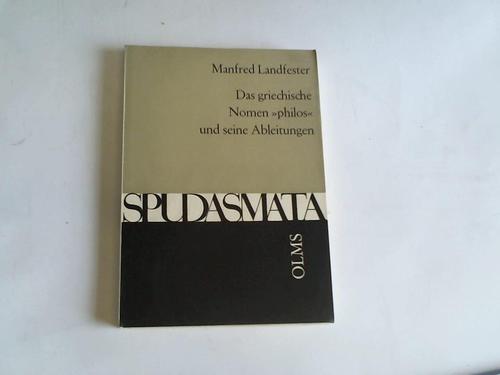 Manfred Landfester
Das griechische
Nomen »philos«
und seine Ableitungen
SPUDASMATA
OLMS